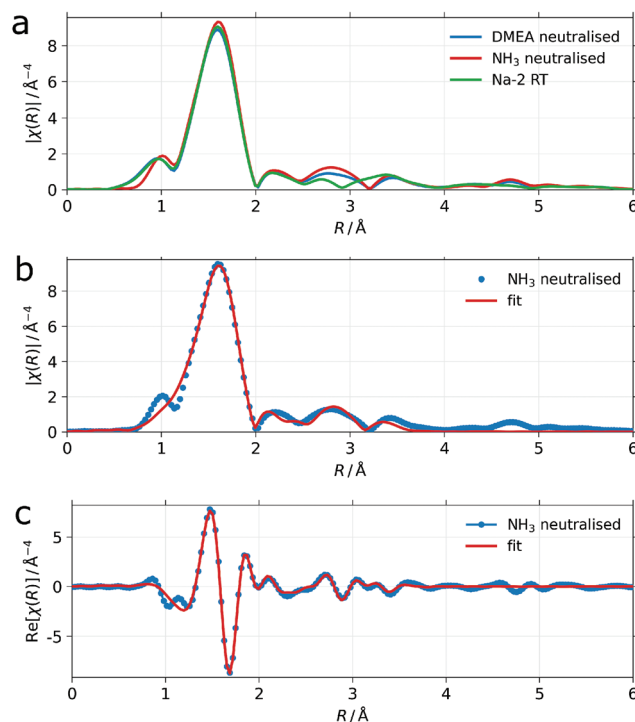 a
|χ(R)| / Å⁻⁴
8
6
4
2
0
DMEA neutralised
NH₃ neutralised
Na-2 RT
0 1 2 3 4 5 6
R / Å
b
|χ(R)| / Å⁻⁴
8
6
4
2
0
NH₃ neutralised
fit
0 1 2 3 4 5 6
R / Å
c
Re[χ(R)] / Å⁻⁴
5
0
-5
NH₃ neutralised
fit
0 1 2 3 4 5 6
R / Å